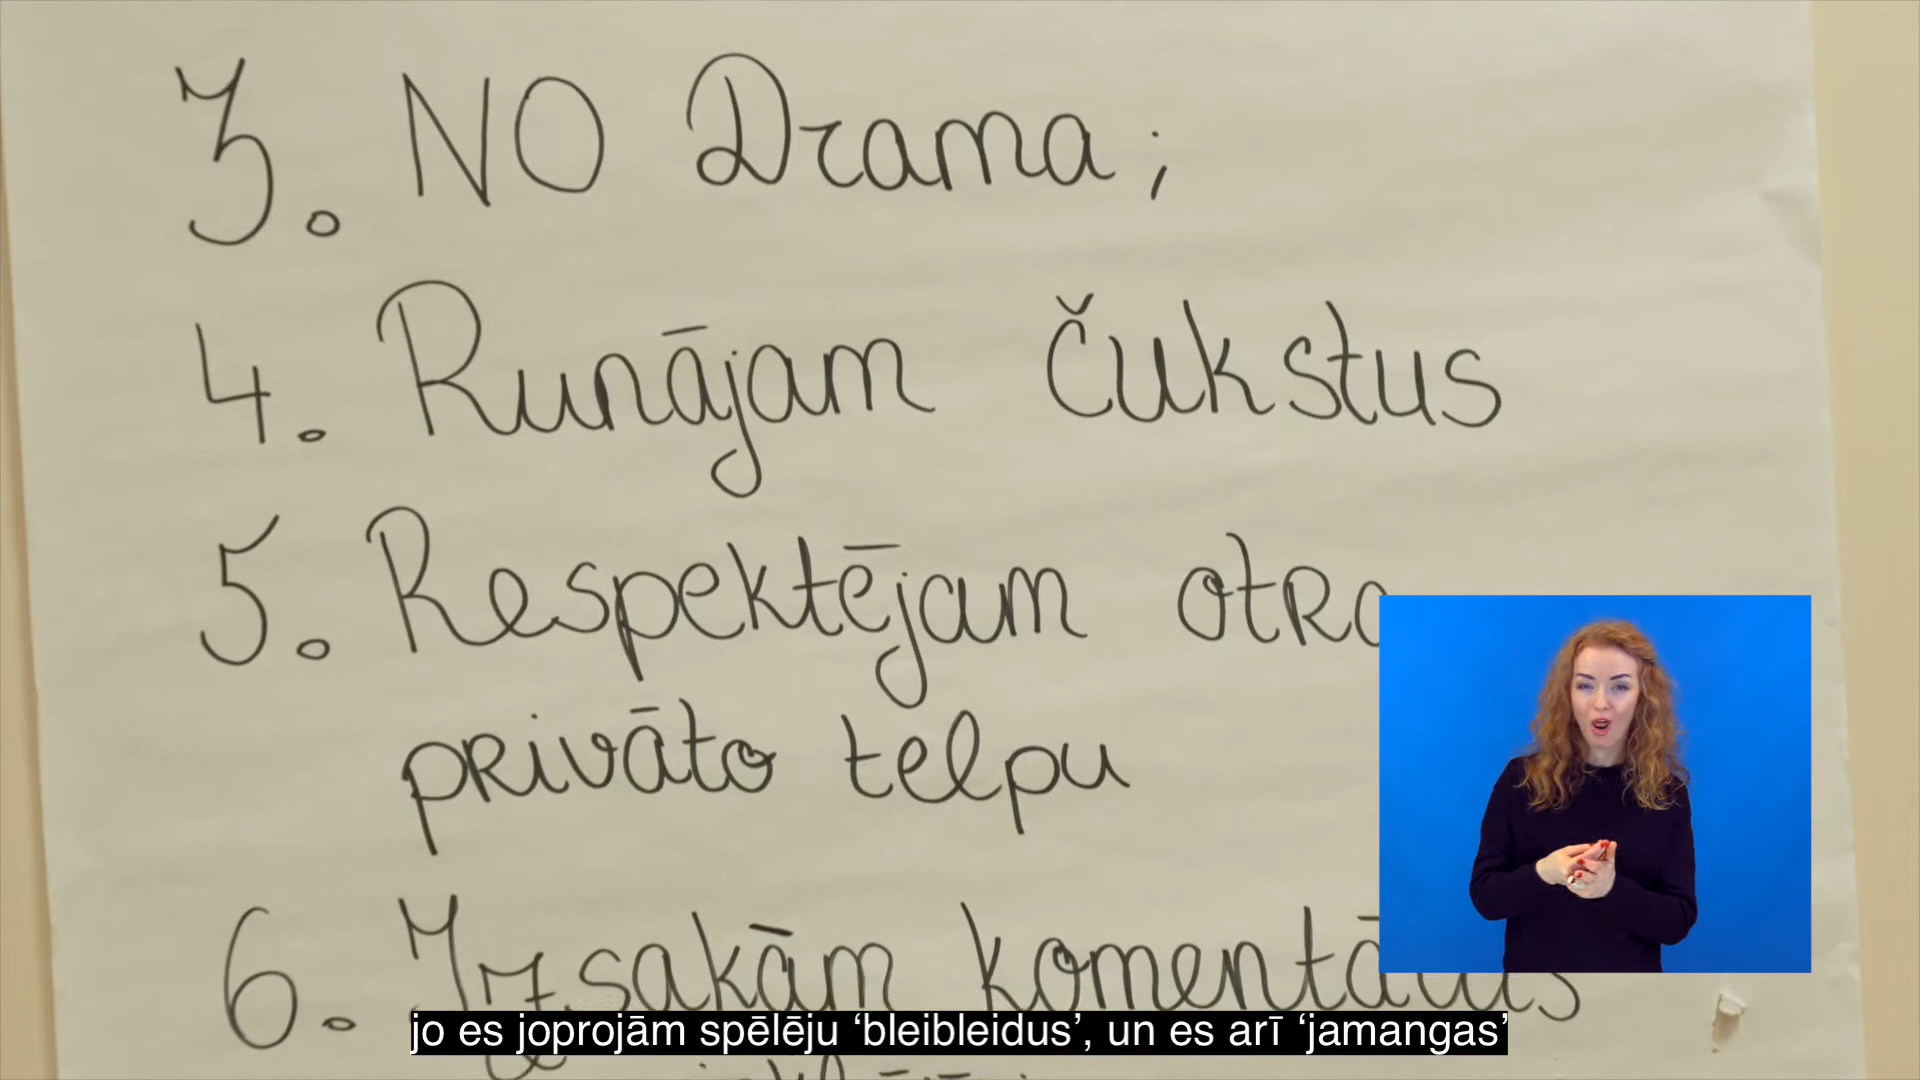 3. NO Drama;
4. Runājam čukstus
5. Respektējam otra
privāto telpu
6. Izsakām komentārus
jo es joprojām spēlēju ‘bleibleidus’, un es arī ‘jamangas’